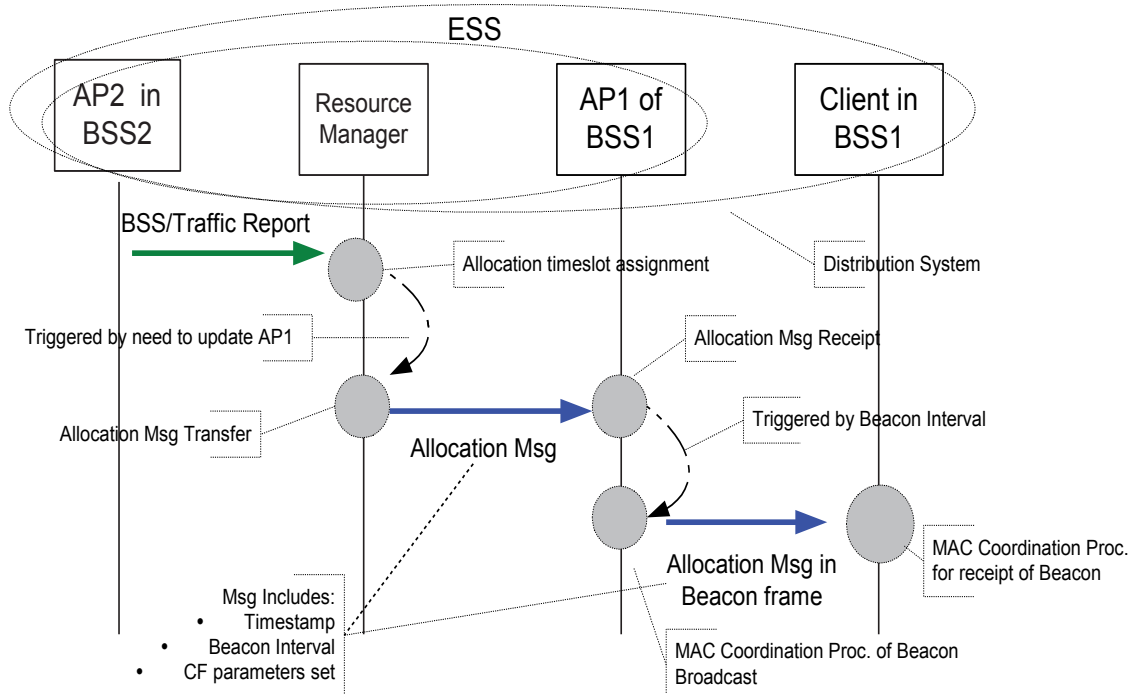 ESS
AP2 in
BSS2
Resource
Manager
AP1 of
BSS1
Client in
BSS1
BSS/Traffic Report
Allocation timeslot assignment
Distribution System
Triggered by need to update AP1
Allocation Msg Receipt
Allocation Msg Transfer
Allocation Msg
Triggered by Beacon Interval
Allocation Msg in
Beacon frame
MAC Coordination Proc.
for receipt of Beacon
Msg Includes:
• Timestamp
• Beacon Interval
• CF parameters set
MAC Coordination Proc. of Beacon
Broadcast